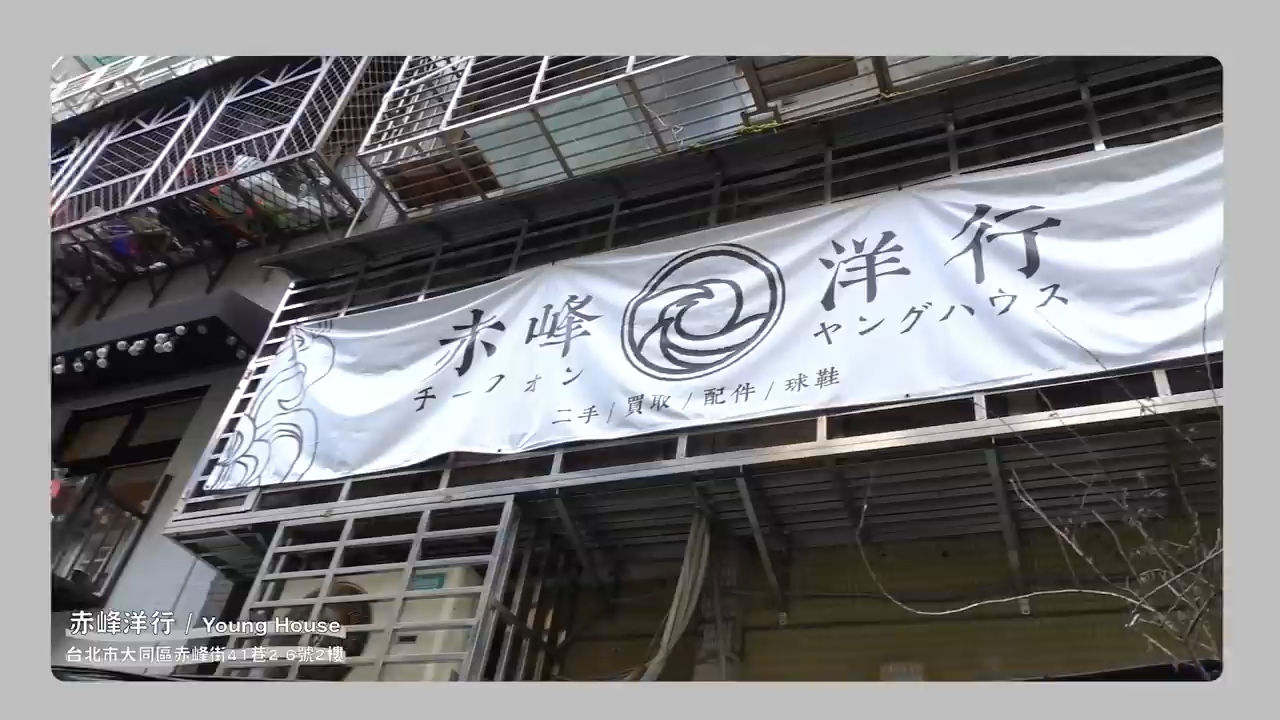 赤峰 洋行
チーフォン ヤングハウス
二手/買取/配件/球鞋
赤峰洋行 / Young House
台北市大同區赤峰街41巷2-6號2樓